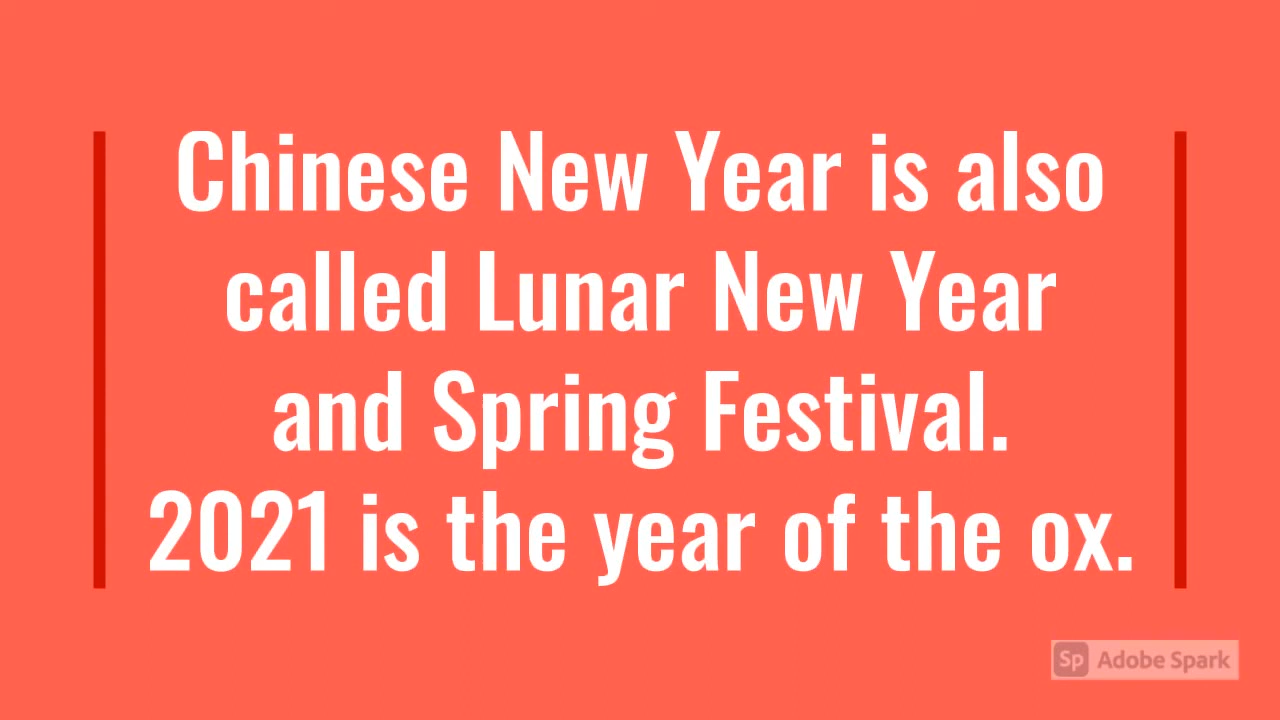 Chinese New Year is also
called Lunar New Year
and Spring Festival.
2021 is the year of the ox.
Sp Adobe Spark